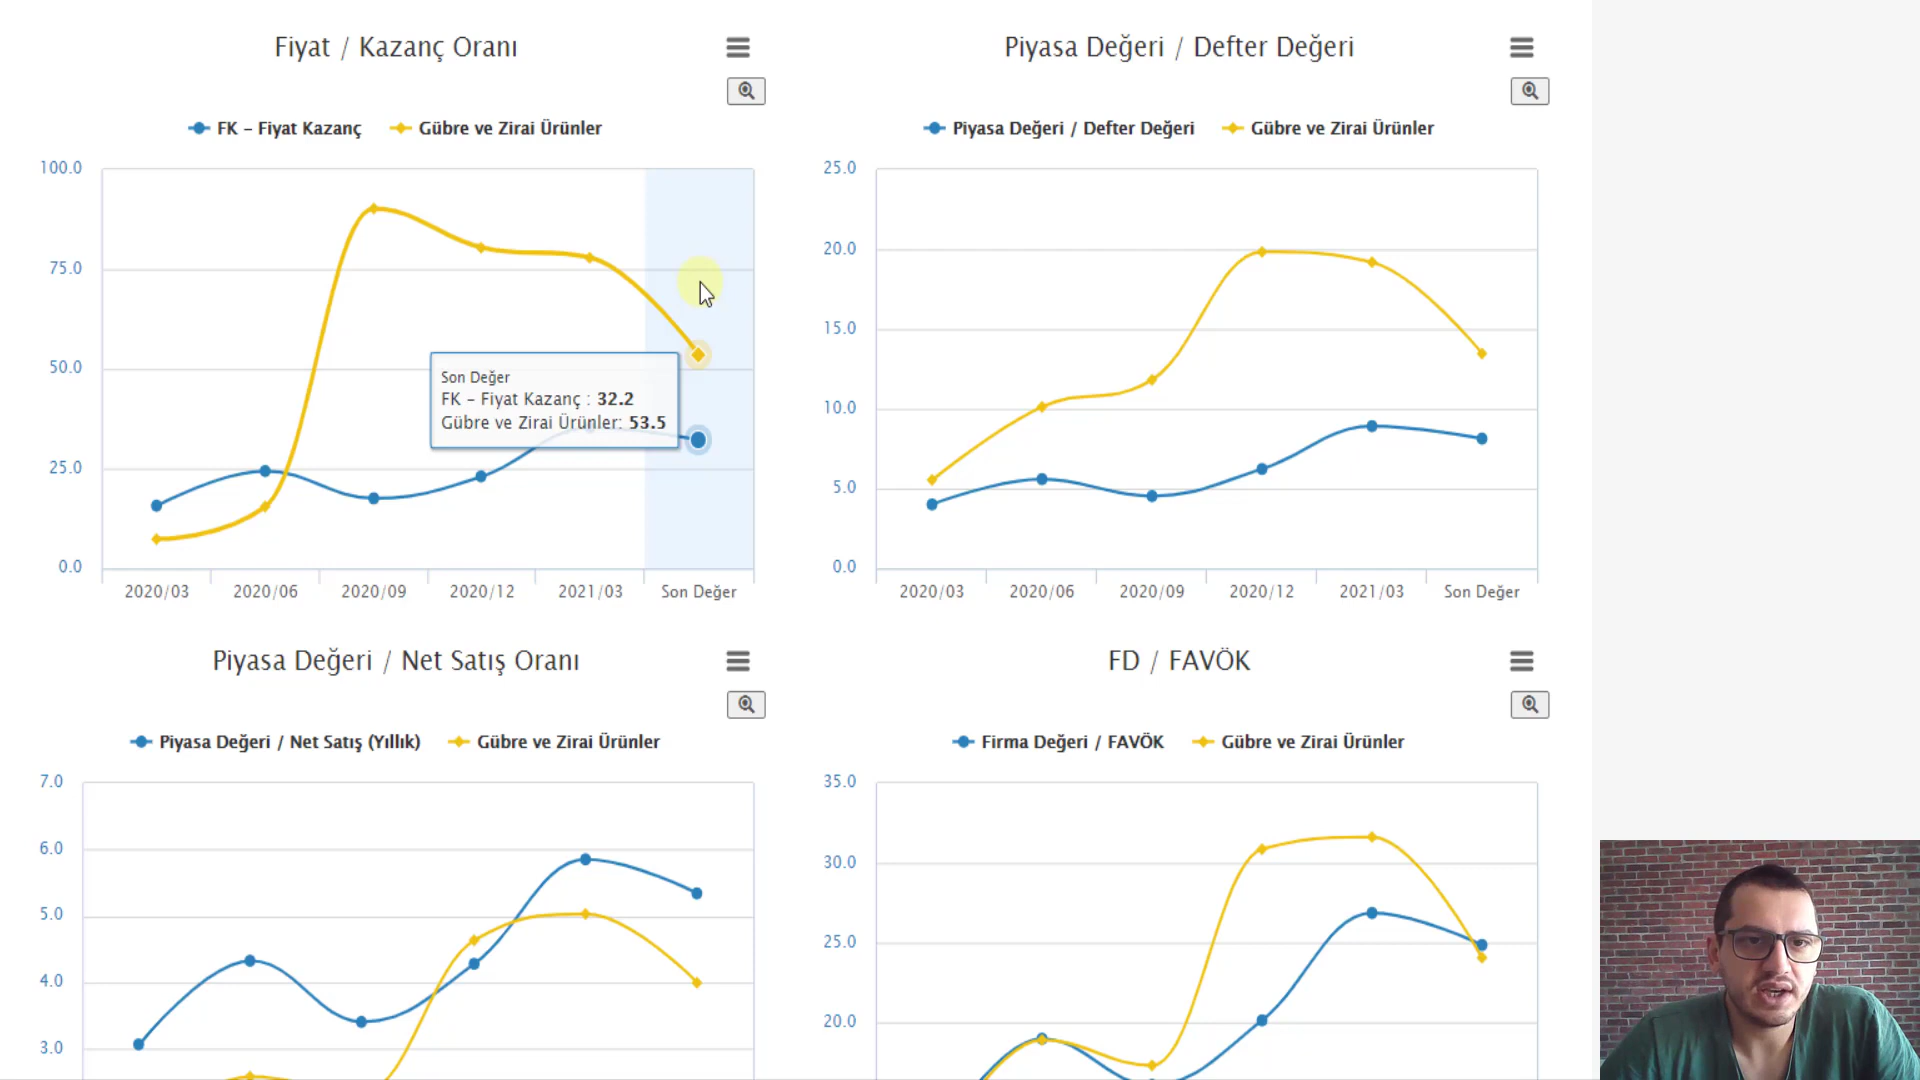 Fiyat / Kazanç Oranı
FK – Fiyat Kazanç Gübre ve Zirai Ürünler
100.0
75.0
50.0
25.0
0.0
Son Değer
FK – Fiyat Kazanç : 32.2
Gübre ve Zirai Ürünler: 53.5
2020/03 2020/06 2020/09 2020/12 2021/03 Son Değer
Piyasa Değeri / Defter Değeri
Piyasa Değeri / Defter Değeri Gübre ve Zirai Ürünler
25.0
20.0
15.0
10.0
5.0
0.0
2020/03 2020/06 2020/09 2020/12 2021/03 Son Değer
Piyasa Değeri / Net Satış Oranı
Piyasa Değeri / Net Satış (Yıllık) Gübre ve Zirai Ürünler
7.0
6.0
5.0
4.0
3.0
FD / FAVÖK
Firma Değeri / FAVÖK Gübre ve Zirai Ürünler
35.0
30.0
25.0
20.0